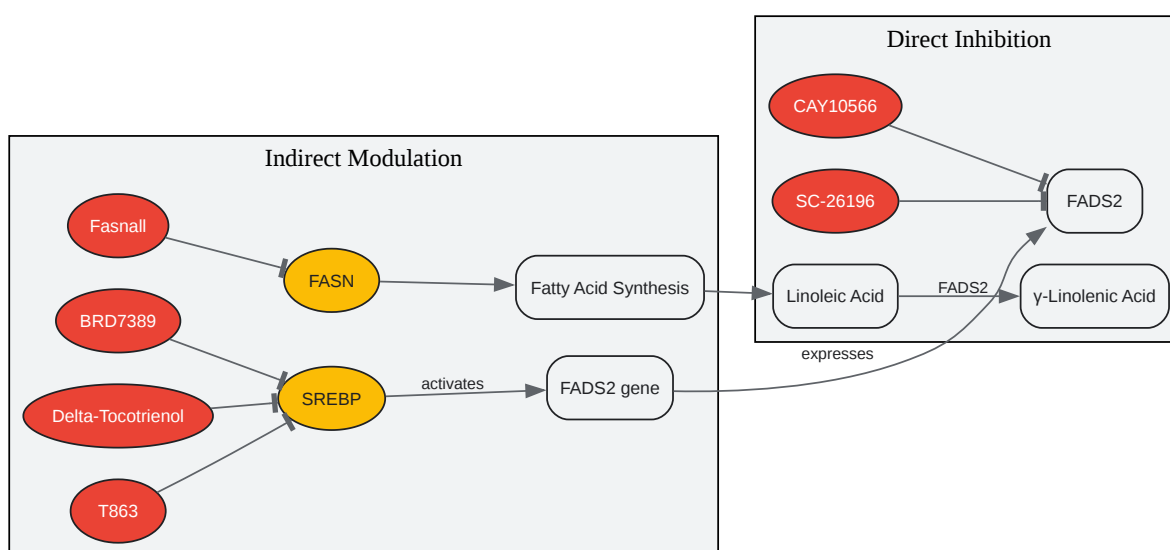 Direct Inhibition
CAY10566
SC-26196
FADS2
Linoleic Acid
FADS2
γ-Linolenic Acid
Indirect Modulation
Fasnall
FASN
Fatty Acid Synthesis
BRD7389
Delta-Tocotrienol
T863
SREBP
activates
FADS2 gene
expresses